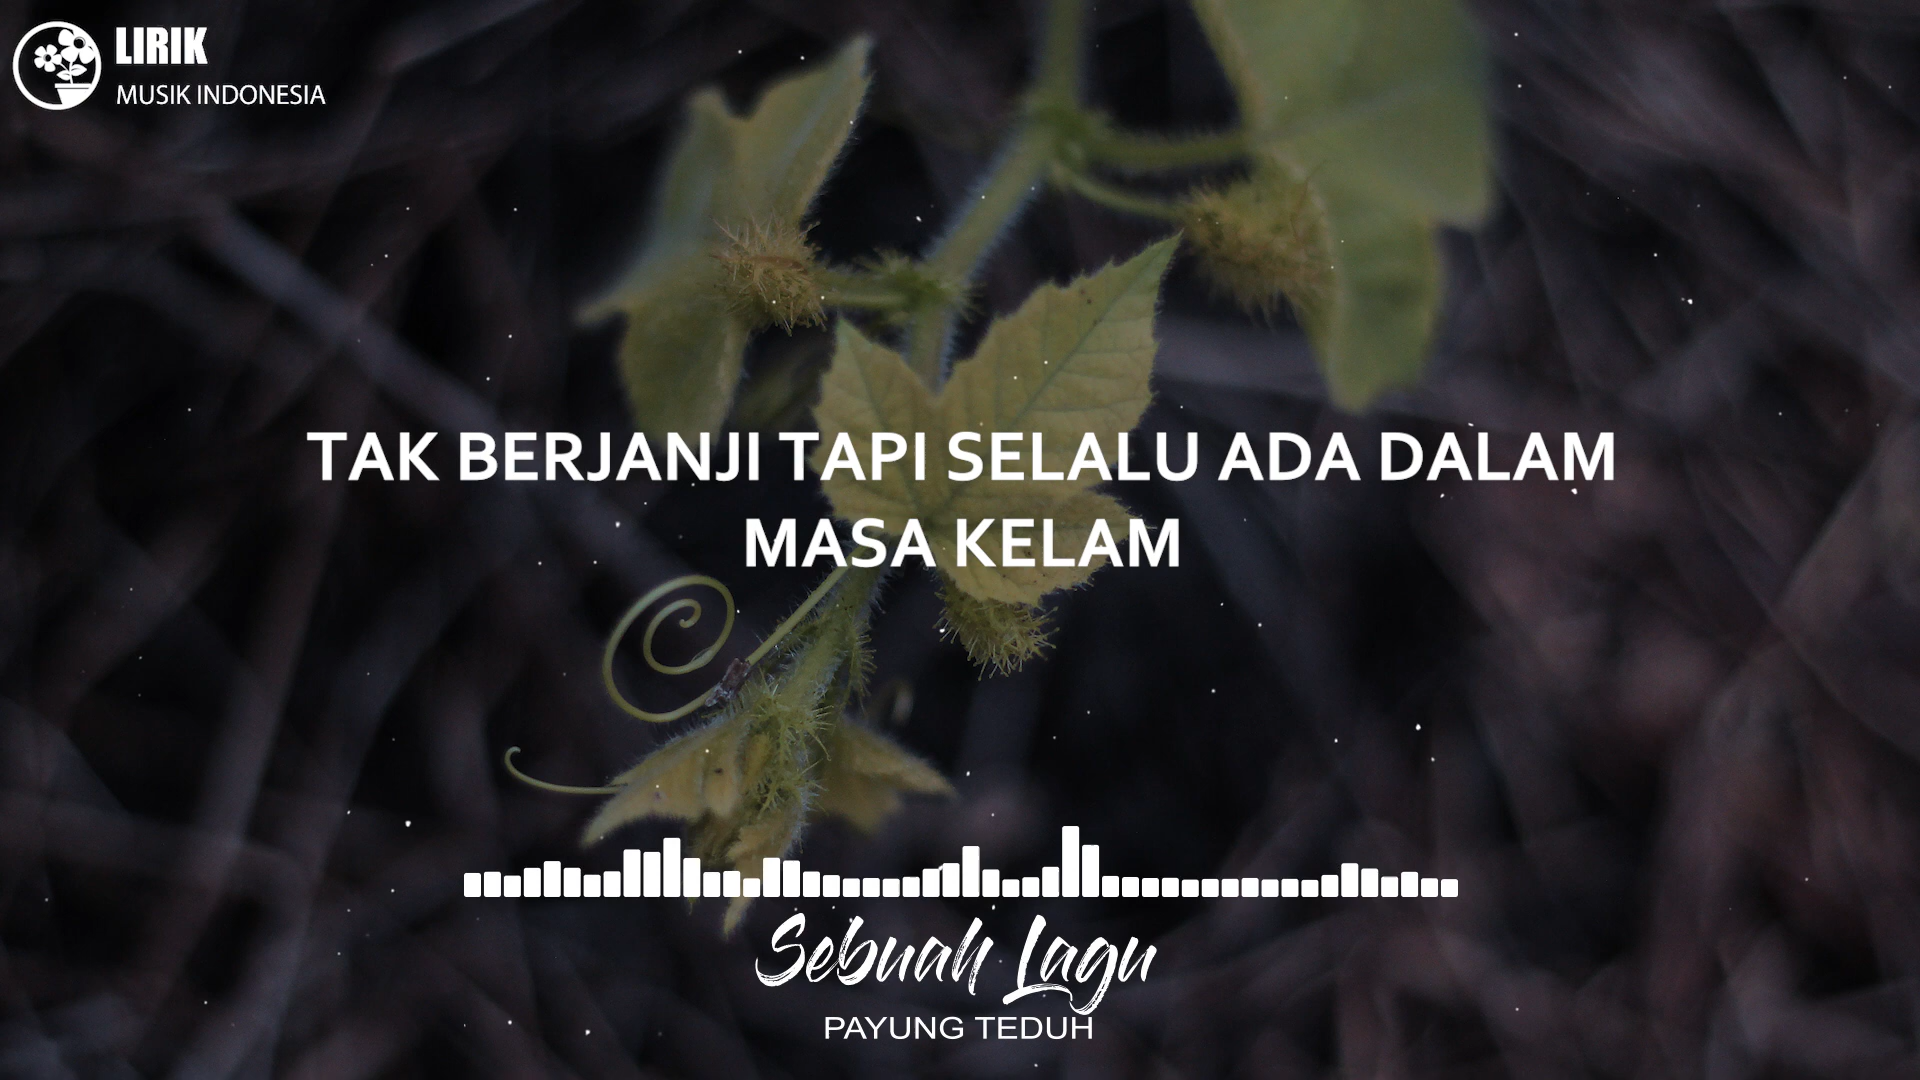 LIRIK
MUSIK INDONESIA
TAK BERJANJI TAPI SELALU ADA DALAM
MASA KELAM
Sebuah Lagu
PAYUNG TEDUH